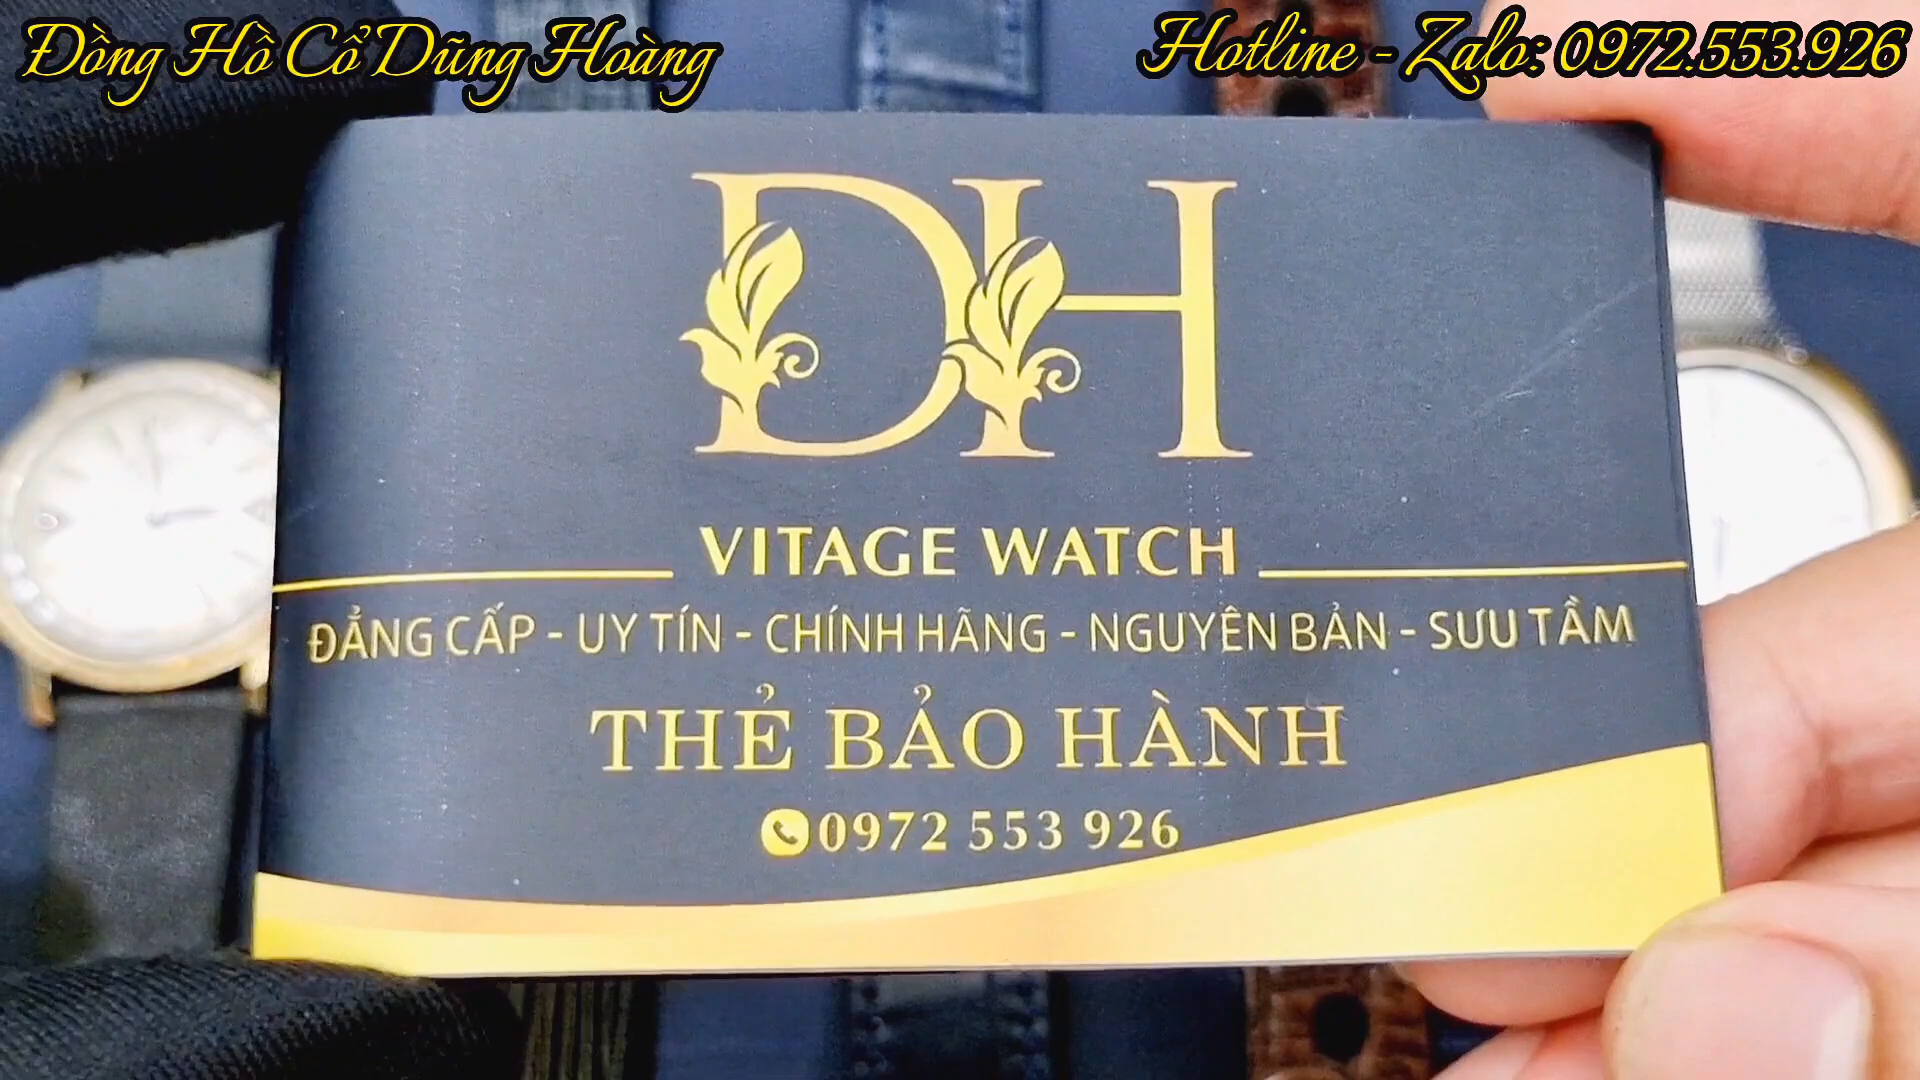 Đồng Hồ Cổ Dũng Hoàng
Hotline - Zalo: 0972.553.926
DH
VITAGE WATCH
ĐẲNG CẤP - UY TÍN - CHÍNH HÃNG - NGUYÊN BẢN - SƯU TẦM
THẺ BẢO HÀNH
0972 553 926